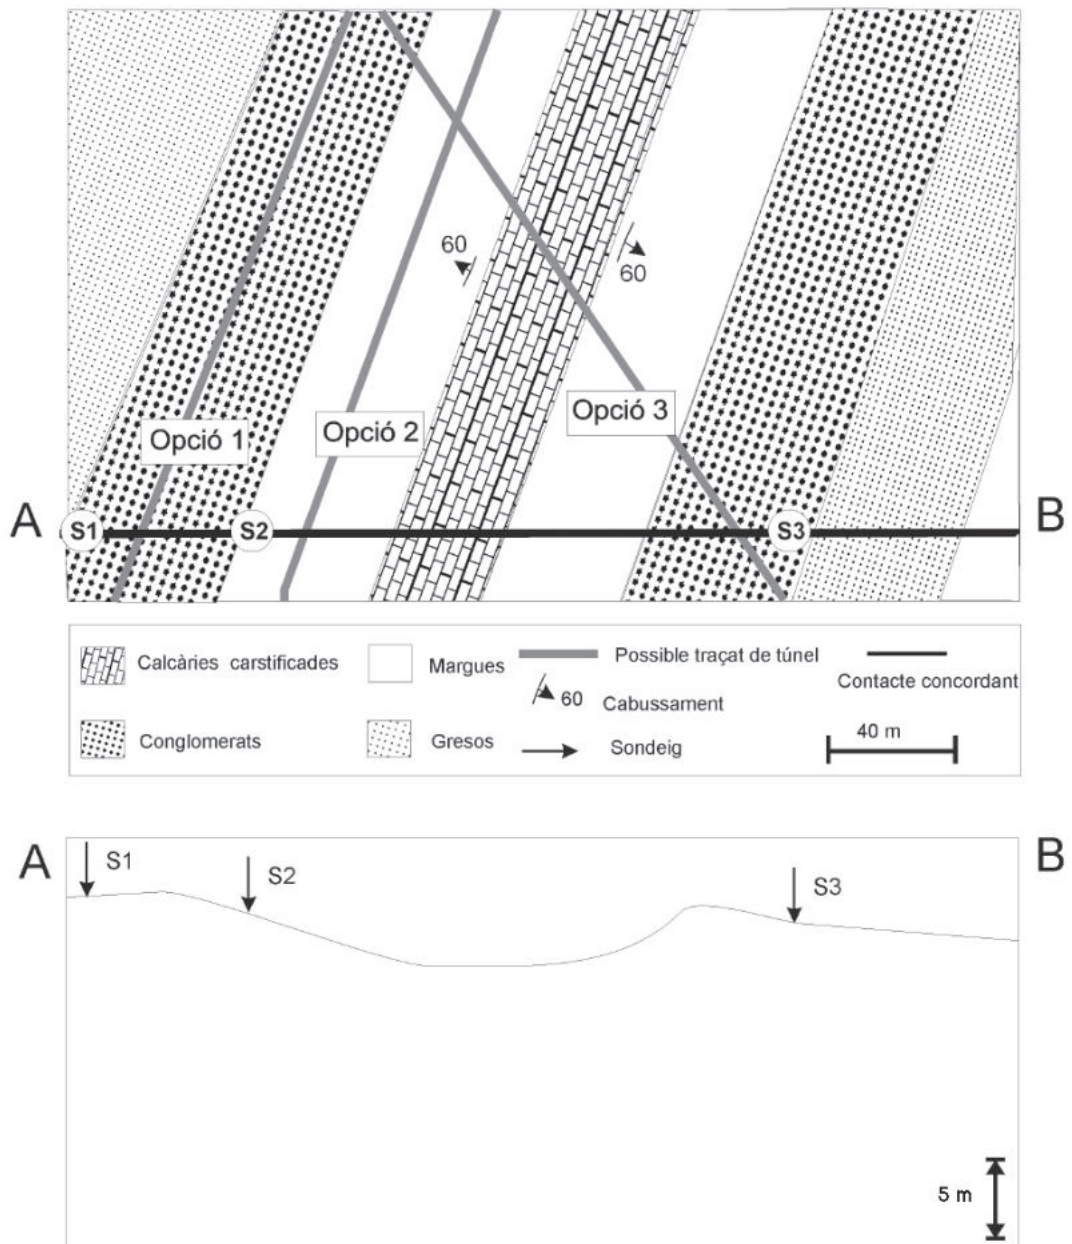 60
60
Opció 1
Opció 2
Opció 3
A
S1
S2
S3
B
Calcàries carstificades
Margues
Possible traçat de túnel
Contacte concordant
60 Cabussament
Conglomerats
Gresos
Sondeig
40 m
A
S1
S2
S3
B
5 m